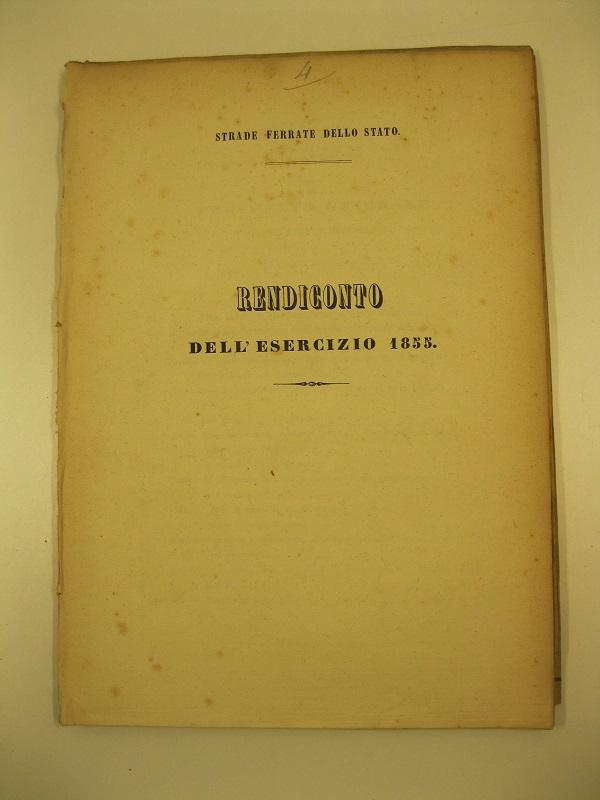 4
STRADE FERRATE DELLO STATO.
RENDICONTO
DELL'ESERCIZIO 1855.